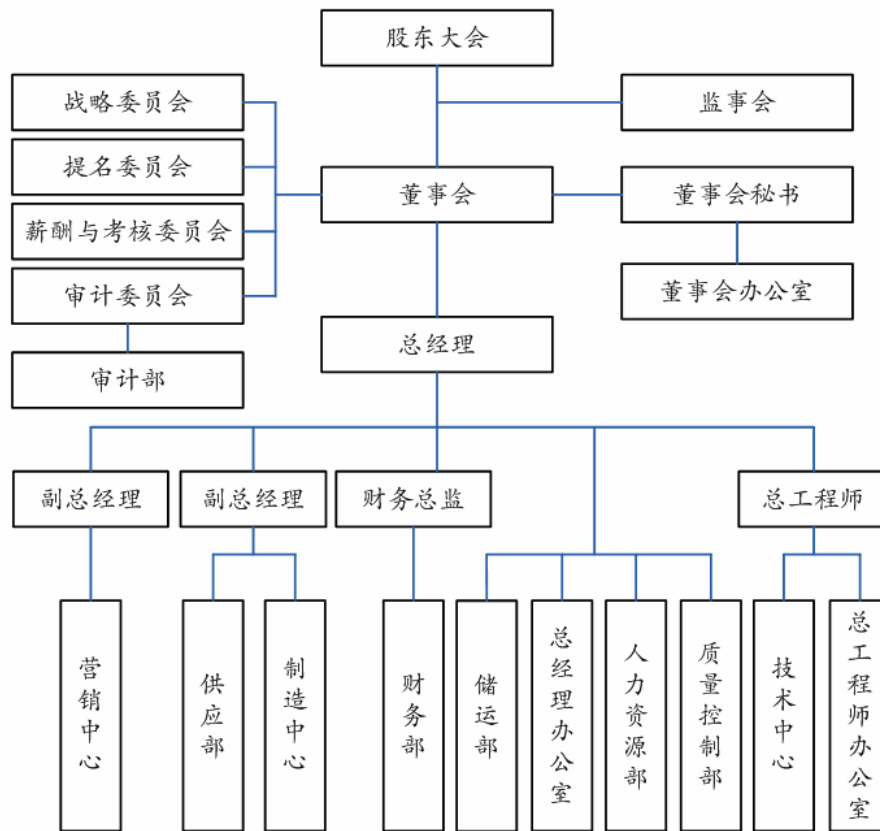 股东大会
战略委员会
监事会
提名委员会
董事会
董事会秘书
薪酬与考核委员会
审计委员会
董事会办公室
总经理
审计部
副总经理
副总经理
财务总监
总工程师
营销中心
供应部
制造中心
财务部
储运部
总经理办公室
人力资源部
质量控制部
技术中心
总工程师办公室